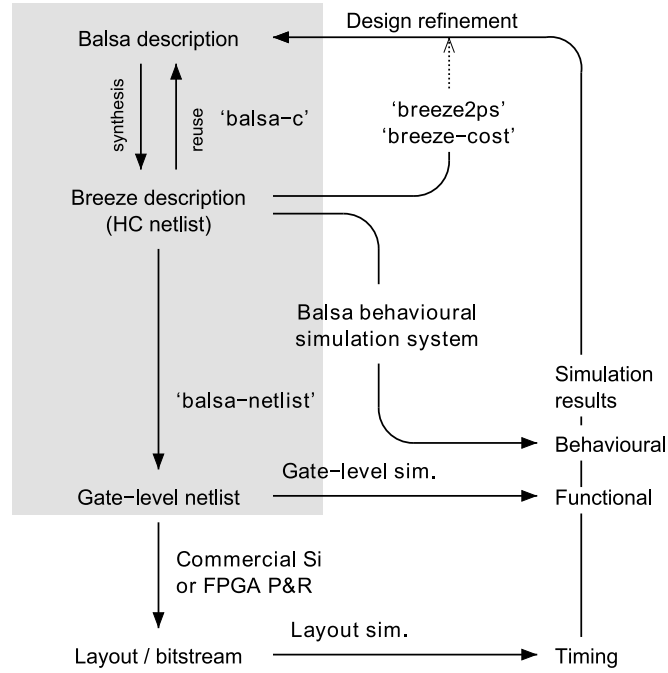 Design refinement
Balsa description
synthesis
reuse
‘balsa−c’
‘breeze2ps’
‘breeze−cost’
Breeze description
(HC netlist)
Balsa behavioural
simulation system
‘balsa−netlist’
Simulation
results
Behavioural
Gate−level sim.
Gate−level netlist
Functional
Commercial Si
or FPGA P&R
Layout sim.
Layout / bitstream
Timing